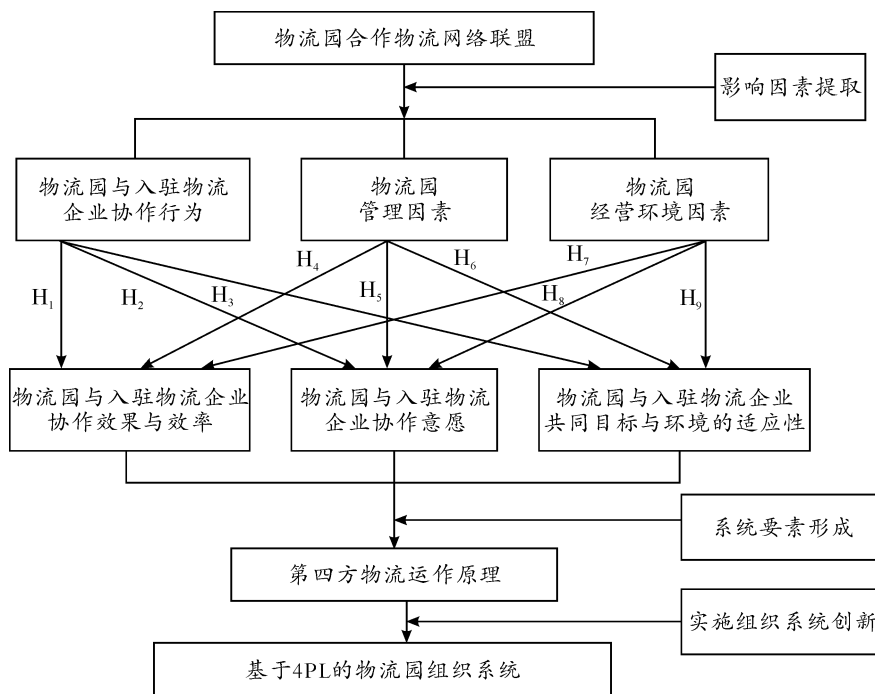 物流园合作物流网络联盟
影响因素提取
物流园与入驻物流
企业协作行为
物流园
管理因素
物流园
经营环境因素
H₁
H₂
H₃
H₄
H₅
H₆
H₇
H₈
H₉
物流园与入驻物流企业
协作效果与效率
物流园与入驻物流
企业协作意愿
物流园与入驻物流企业
共同目标与环境的适应性
系统要素形成
第四方物流运作原理
实施组织系统创新
基于4PL的物流园组织系统